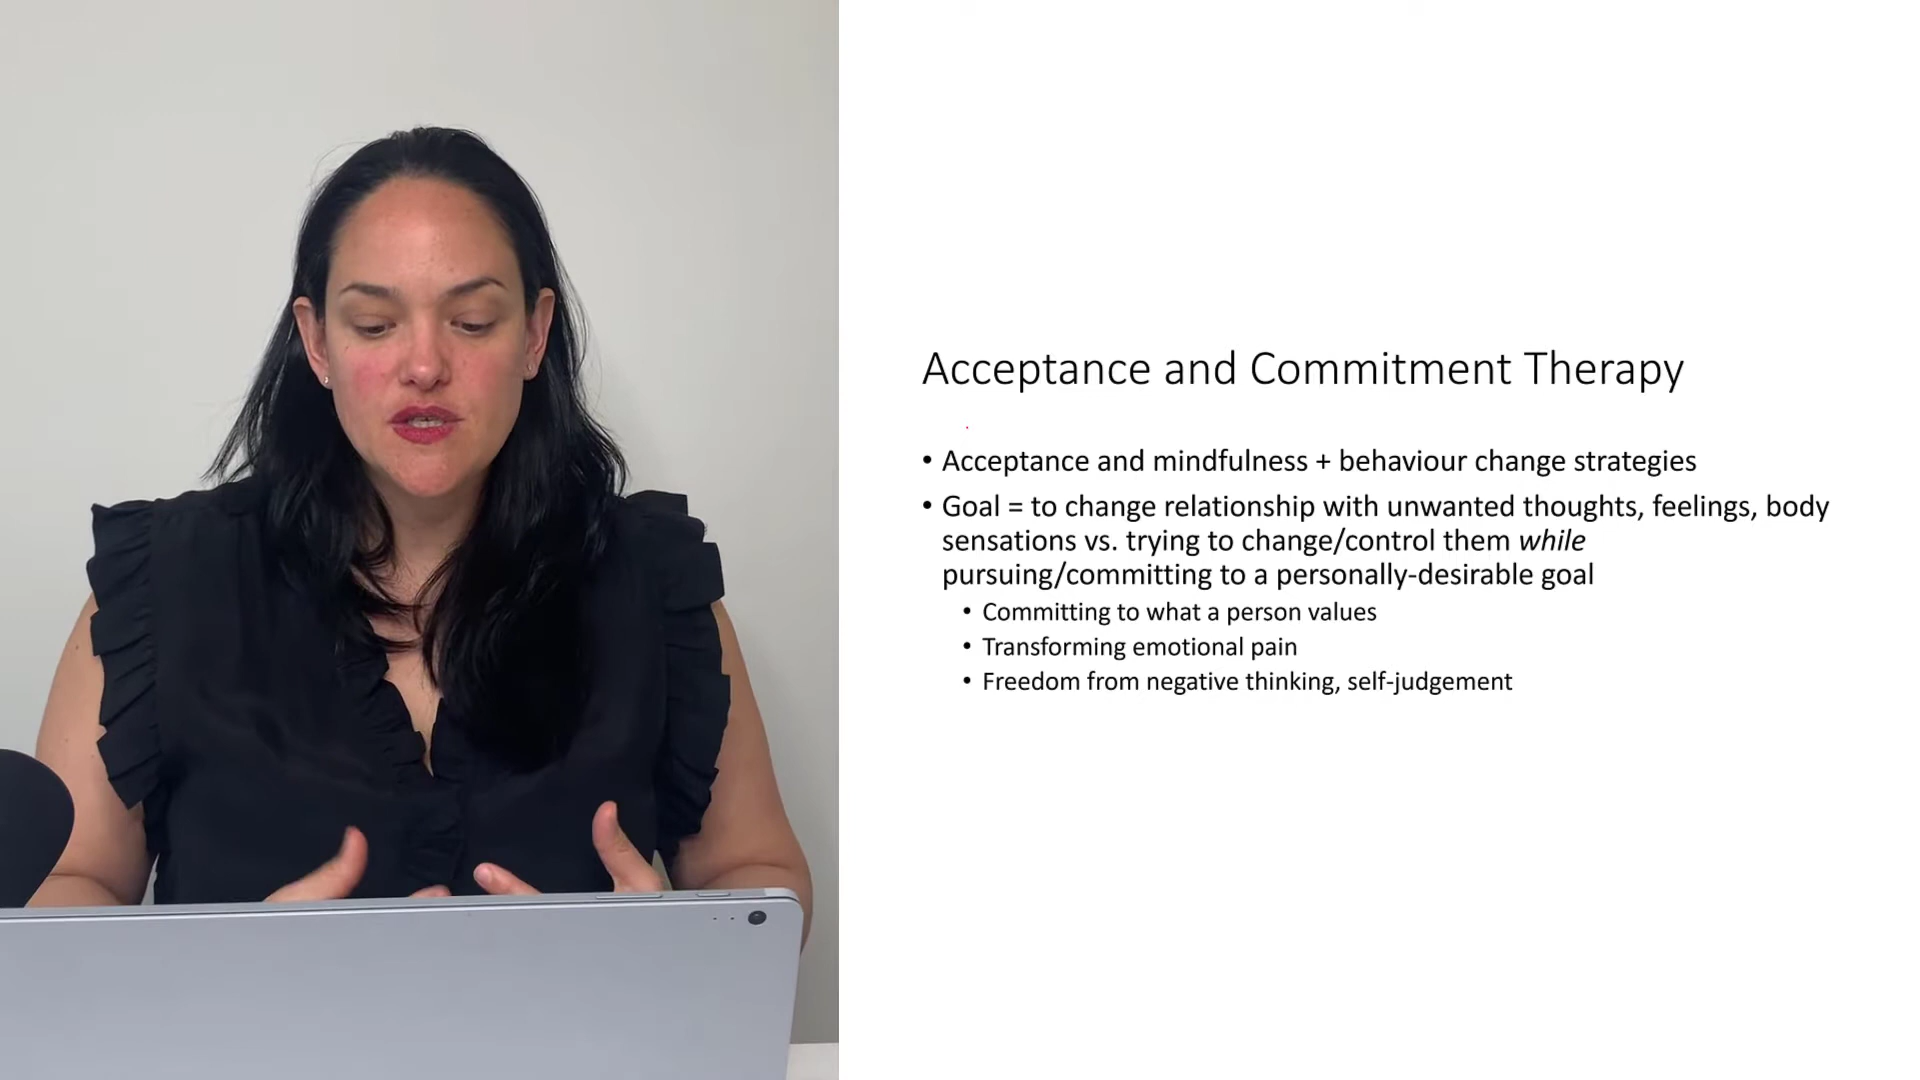 Acceptance and Commitment Therapy
• Acceptance and mindfulness + behaviour change strategies
• Goal = to change relationship with unwanted thoughts, feelings, body
sensations vs. trying to change/control them while
pursuing/committing to a personally-desirable goal
• Committing to what a person values
• Transforming emotional pain
• Freedom from negative thinking, self-judgement